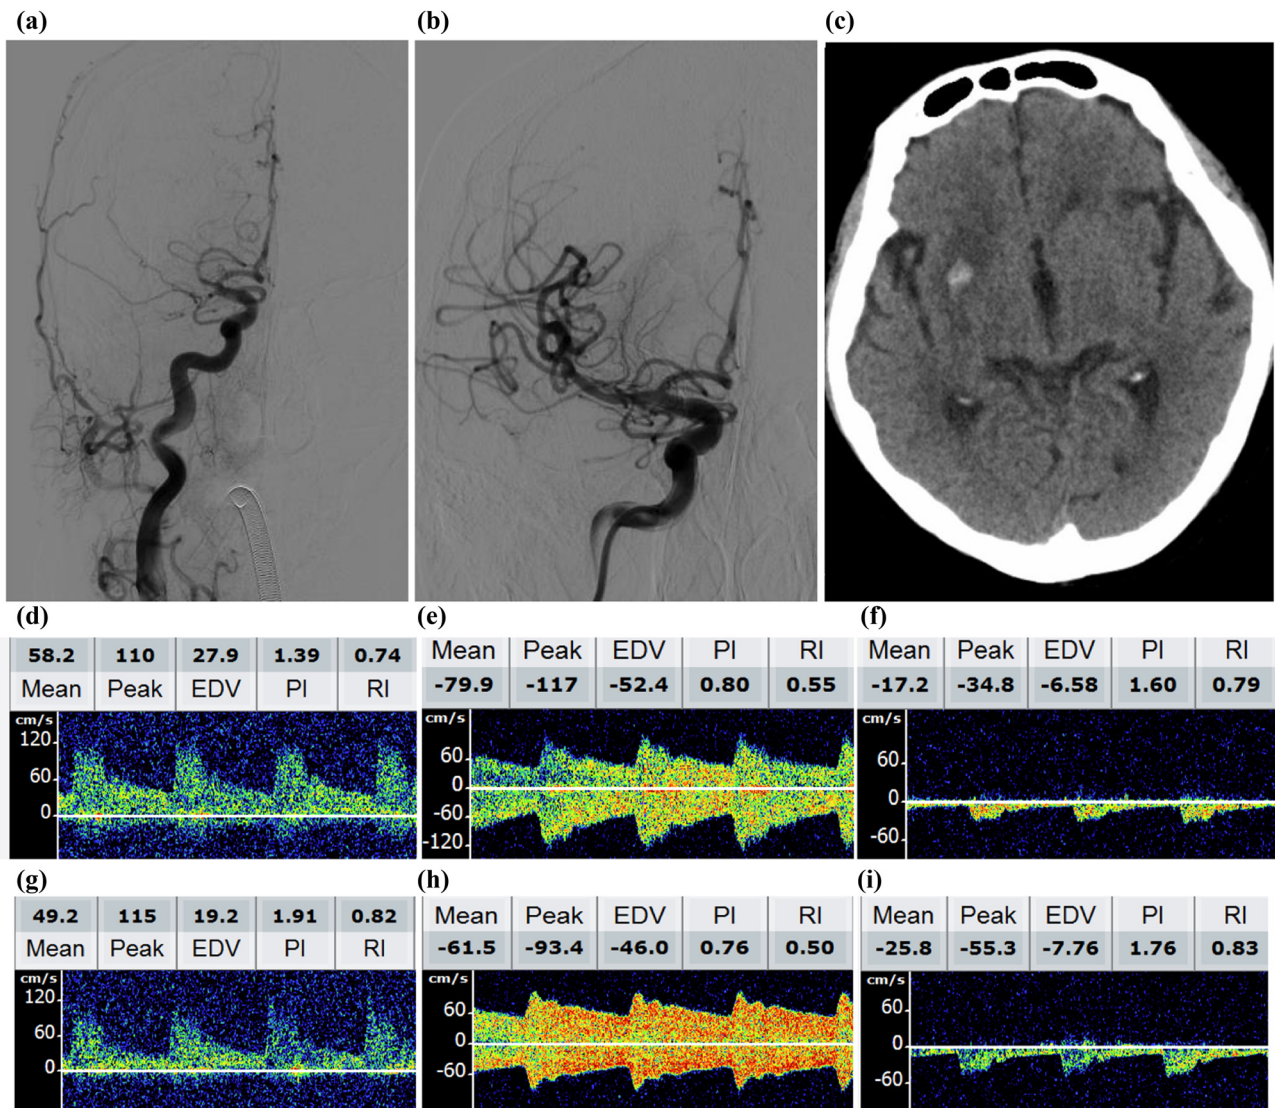 (a) (b) (c)
(d) (e) (f)
58.2 110 27.9 1.39 0.74
Mean Peak EDV PI RI
cm/s
120
60
0
Mean Peak EDV PI RI
-79.9 -117 -52.4 0.80 0.55
cm/s
60
0
-60
-120
Mean Peak EDV PI RI
-17.2 -34.8 -6.58 1.60 0.79
cm/s
0
-60
(g) (h) (i)
49.2 115 19.2 1.91 0.82
Mean Peak EDV PI RI
cm/s
120
60
0
Mean Peak EDV PI RI
-61.5 -93.4 -46.0 0.76 0.50
cm/s
60
0
-60
Mean Peak EDV PI RI
-25.8 -55.3 -7.76 1.76 0.83
cm/s
60
0
-60